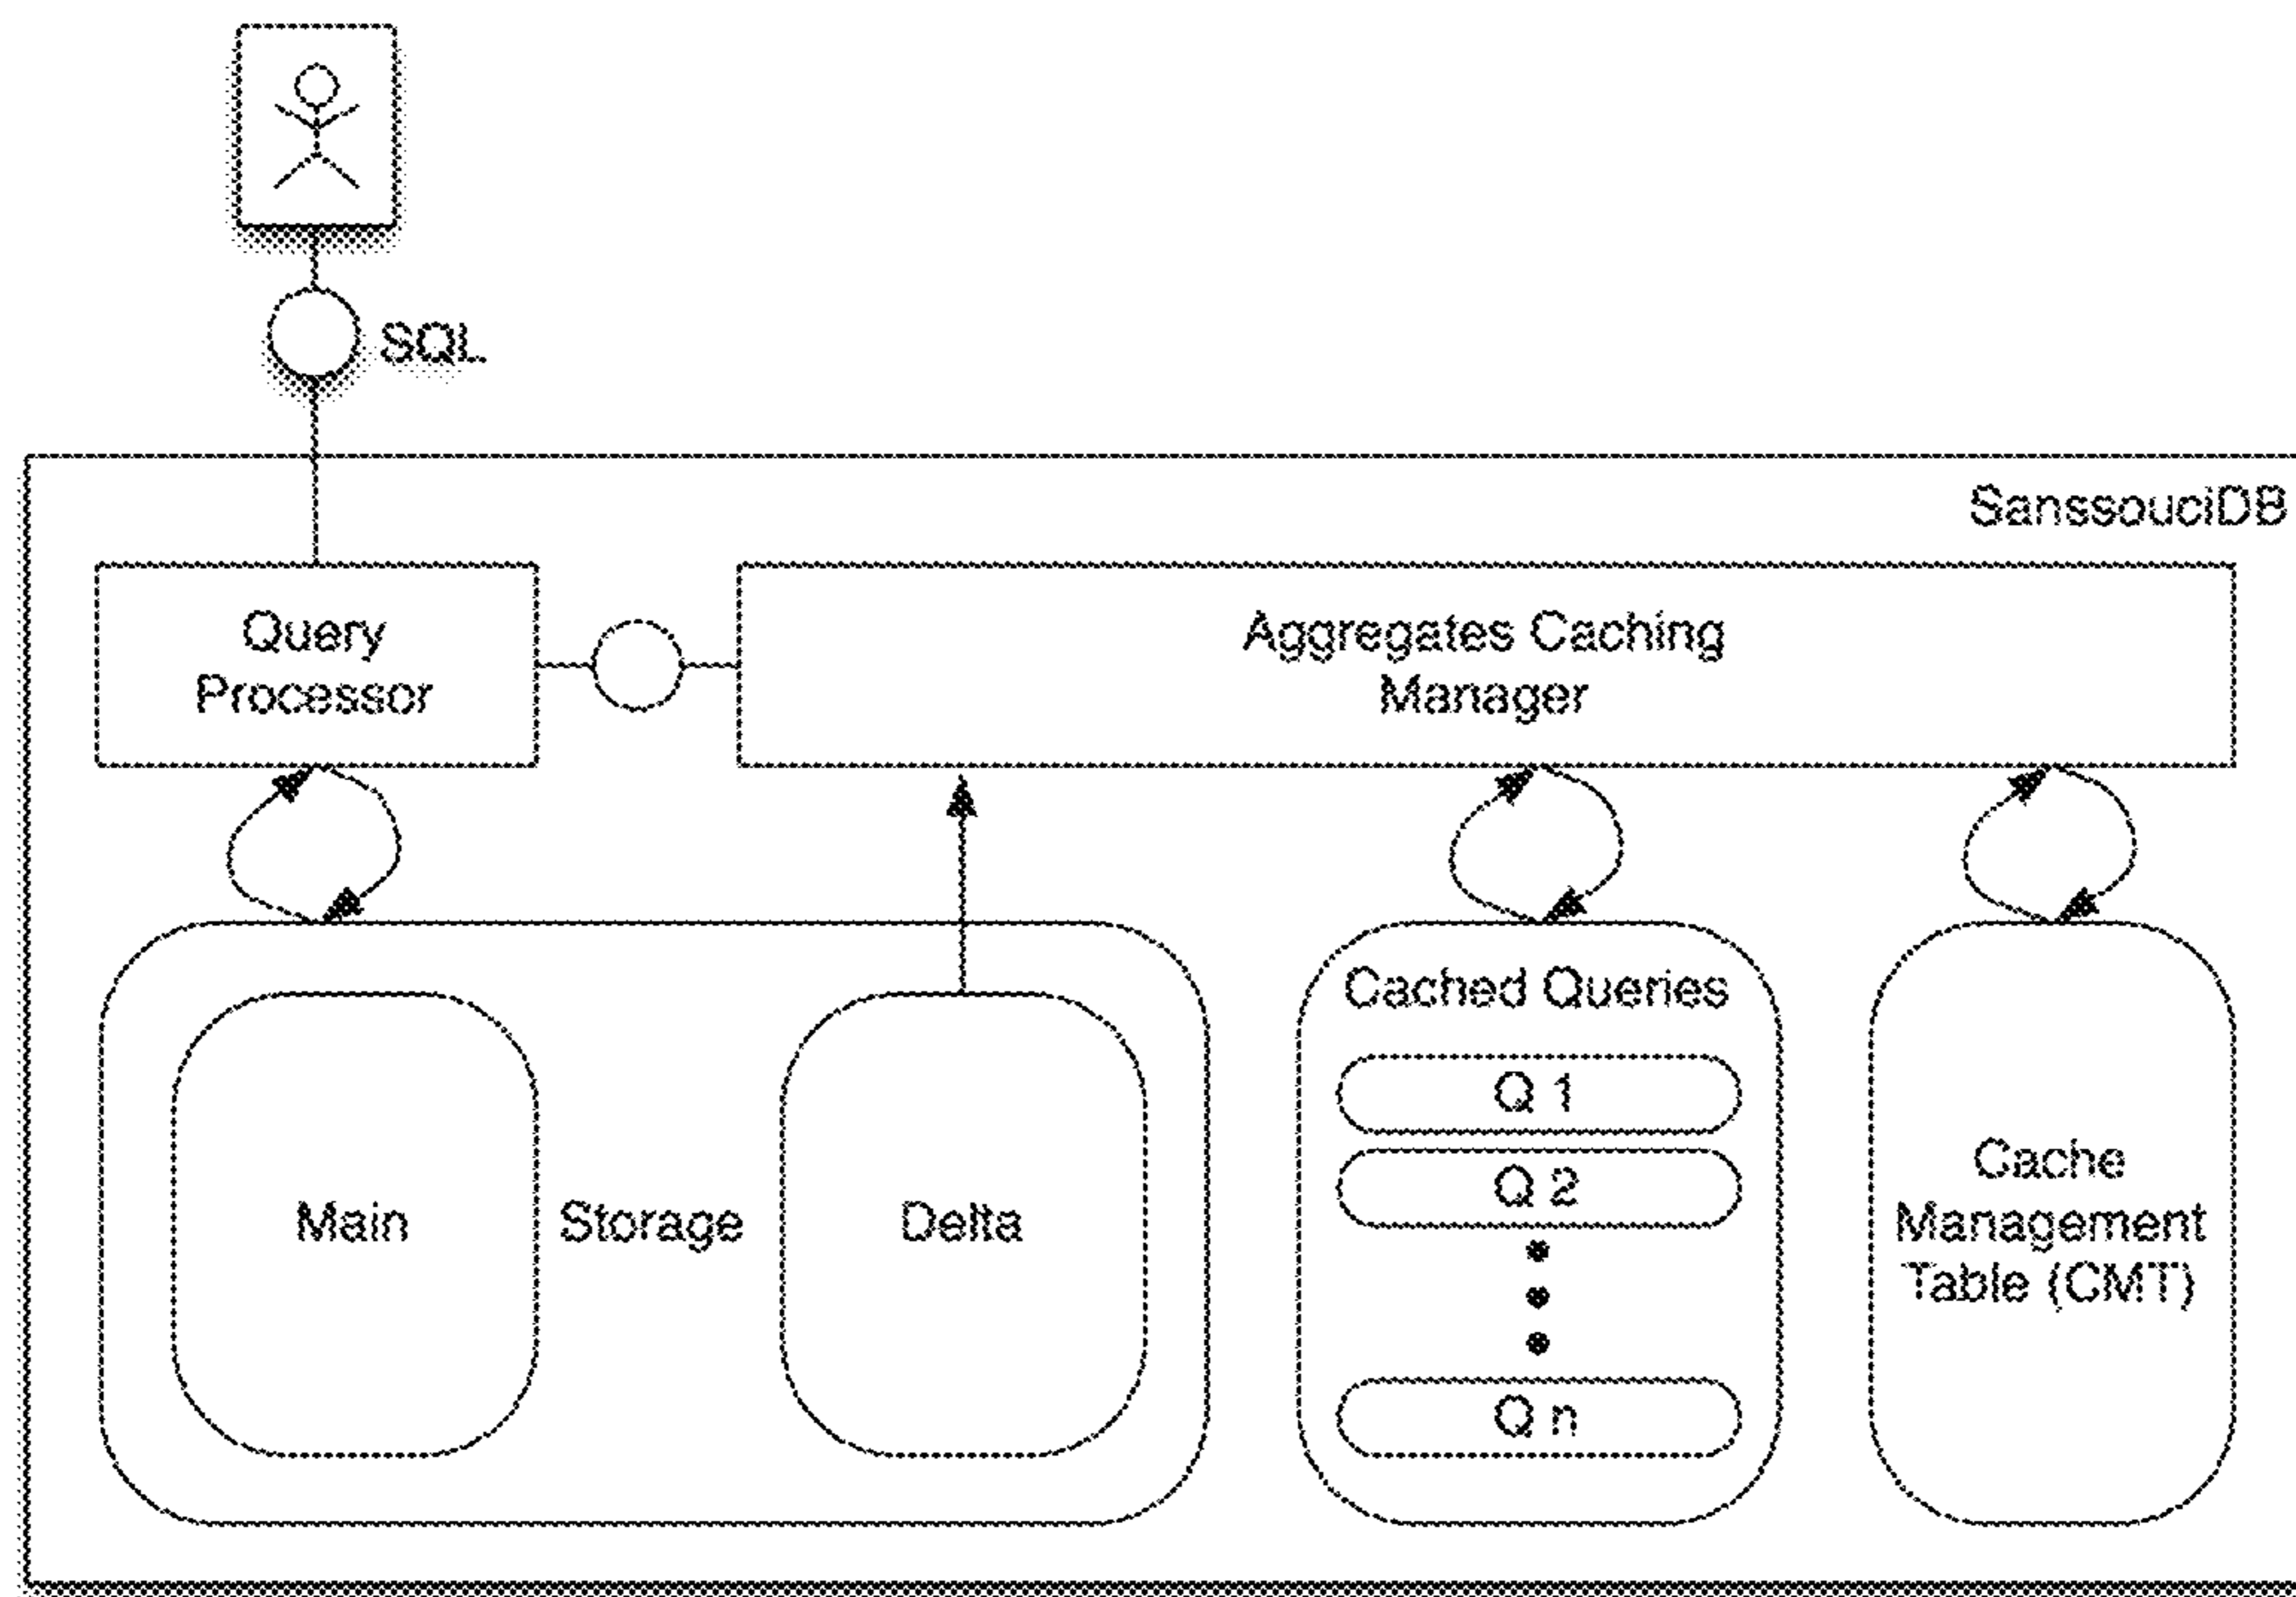 SQL
SanssouciDB
Query
Processor
Aggregates Caching
Manager
Main
Storage
Delta
Cached Queries
Q 1
Q 2
Q n
Cache
Management
Table (CMT)